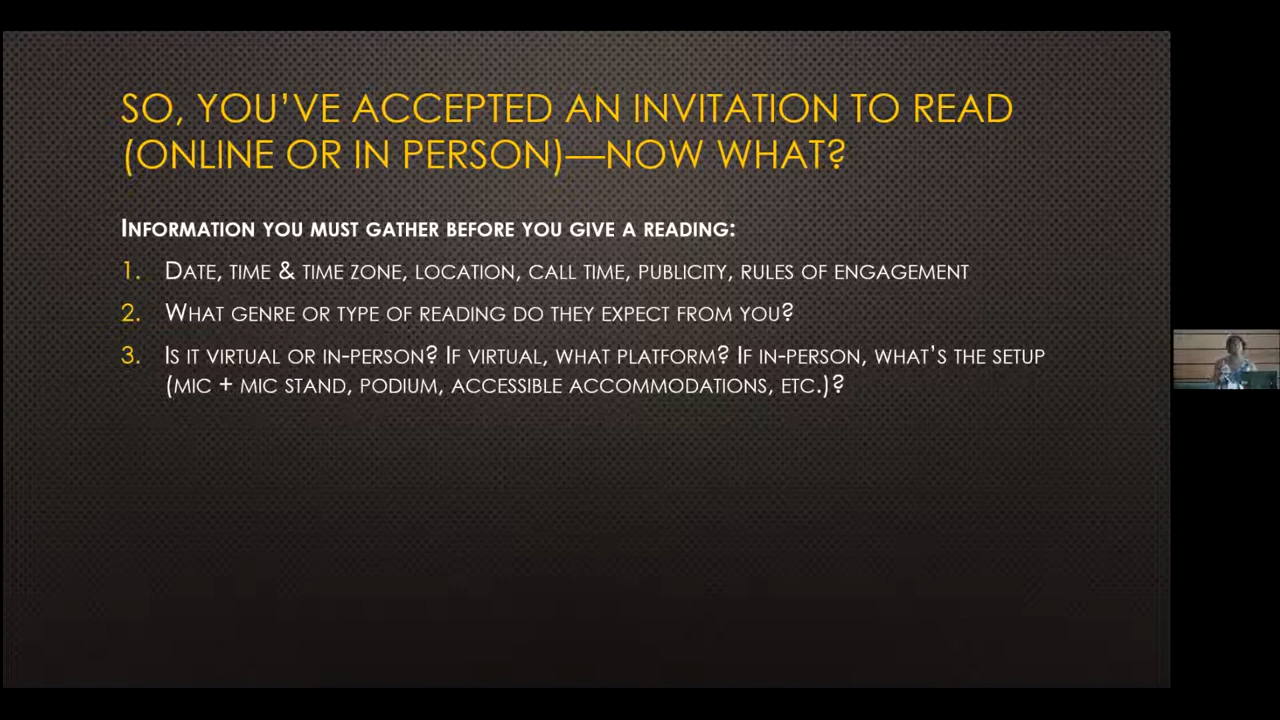 SO, YOU’VE ACCEPTED AN INVITATION TO READ
(ONLINE OR IN PERSON)—NOW WHAT?
INFORMATION YOU MUST GATHER BEFORE YOU GIVE A READING:
1. DATE, TIME & TIME ZONE, LOCATION, CALL TIME, PUBLICITY, RULES OF ENGAGEMENT
2. WHAT GENRE OR TYPE OF READING DO THEY EXPECT FROM YOU?
3. IS IT VIRTUAL OR IN-PERSON? IF VIRTUAL, WHAT PLATFORM? IF IN-PERSON, WHAT’S THE SETUP
(MIC + MIC STAND, PODIUM, ACCESSIBLE ACCOMMODATIONS, ETC.)?